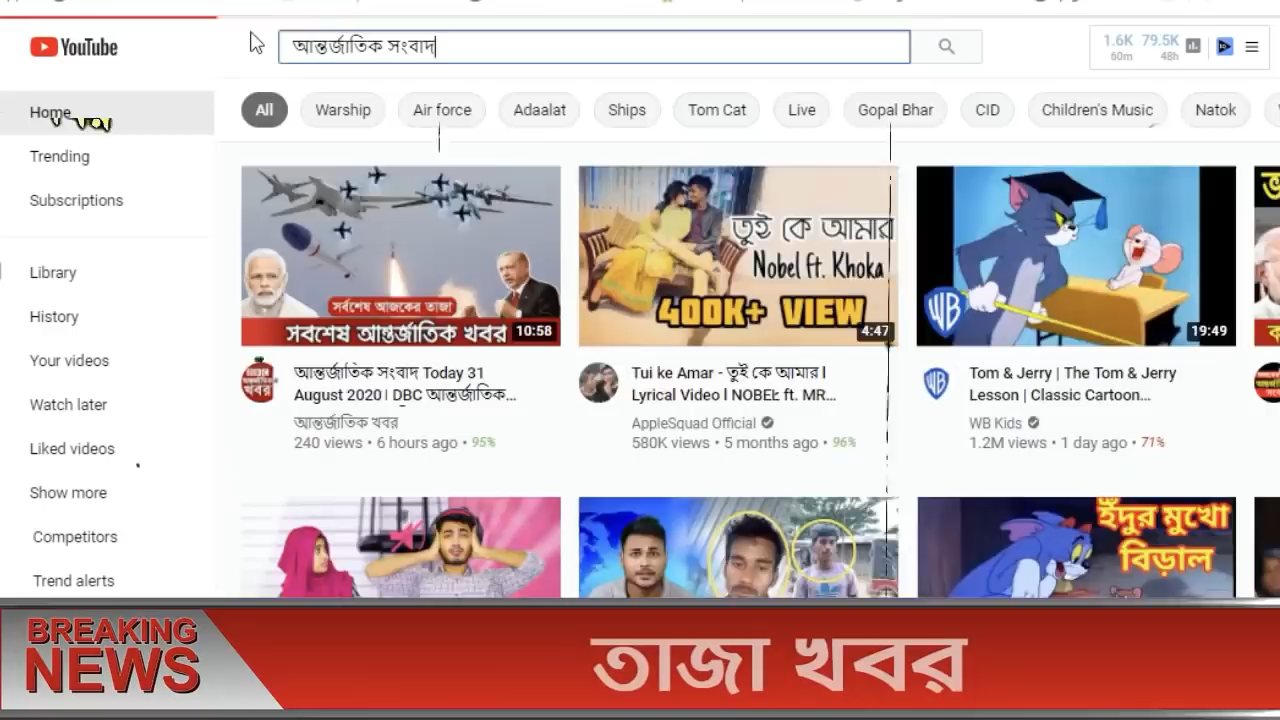 YouTube
আন্তর্জাতিক সংবাদ
1.6K 79.5K
60m 48h
Home
Trending
Subscriptions
Library
History
Your videos
Watch later
Liked videos
Show more
Competitors
Trend alerts
All Warship Air force Adaalat Ships Tom Cat Live Gopal Bhar CID Children's Music Natok
সর্বশেষ আজকের তাজা
সর্বশেষ আন্তর্জাতিক খবর
10:58
আন্তর্জাতিক সংবাদ Today 31
August 2020। DBC আন্তর্জাতিক...
আন্তর্জাতিক খবর
240 views • 6 hours ago • 95%
তুই কে আমার
Nobel ft. Khoka
400K+ VIEW
4:47
Tui ke Amar - তুই কে আমার l
Lyrical Video l NOBEL ft. MR...
AppleSquad Official
580K views • 5 months ago • 96%
WB
19:49
Tom & Jerry | The Tom & Jerry
Lesson | Classic Cartoon...
WB Kids
1.2M views • 1 day ago • 71%
ইঁদুর মুখো
বিড়াল
BREAKING
NEWS
তাজা খবর